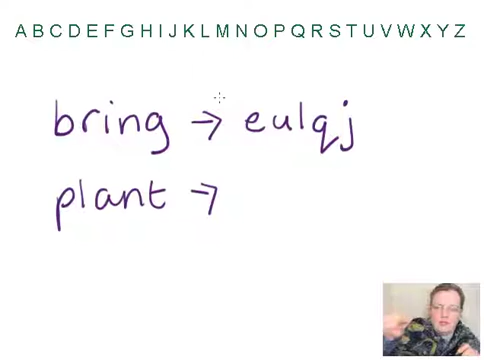 A B C D E F G H I J K L M N O P Q R S T U V W X Y Z
bring → eulqj
plant →